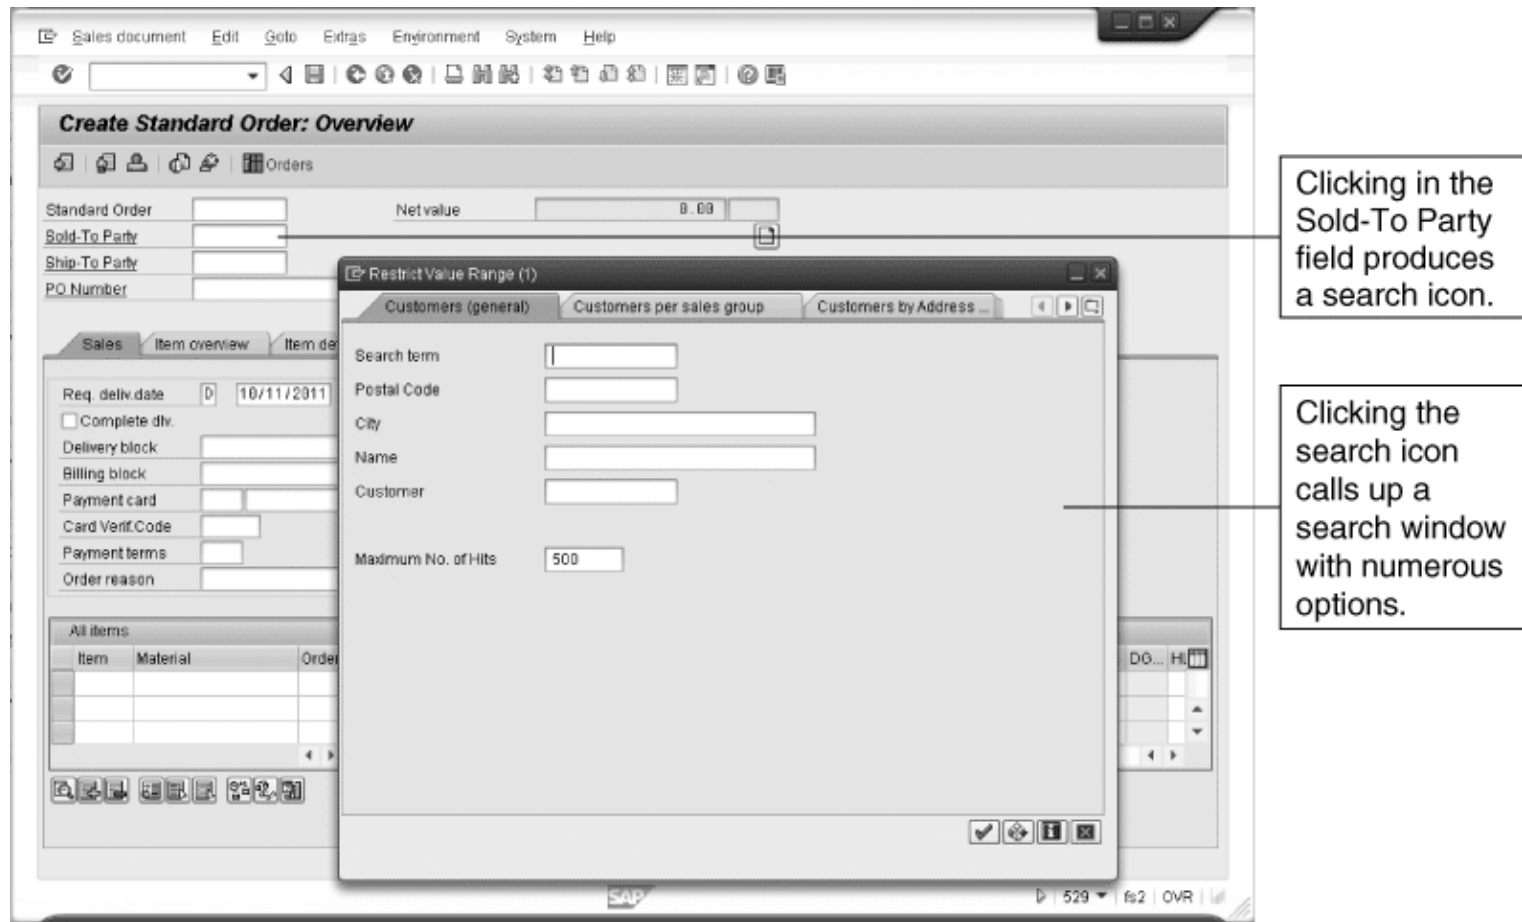 Sales document Edit Goto Extras Environment System Help
Create Standard Order: Overview
Orders
Standard Order Net value 0.00
Sold-To Party
Ship-To Party
PO Number
Restrict Value Range (1)
Customers (general) Customers per sales group Customers by Address ...
Search term
Postal Code
City
Name
Customer
Maximum No. of Hits 500
Sales Item overview Item de
Req. deliv.date D 10/11/2011
Complete dlv.
Delivery block
Billing block
Payment card
Card Verif.Code
Payment terms
Order reason
All items
Item Material Order DG...
SAP
529 OVR
Clicking in the
Sold-To Party
field produces
a search icon.
Clicking the
search icon
calls up a
search window
with numerous
options.